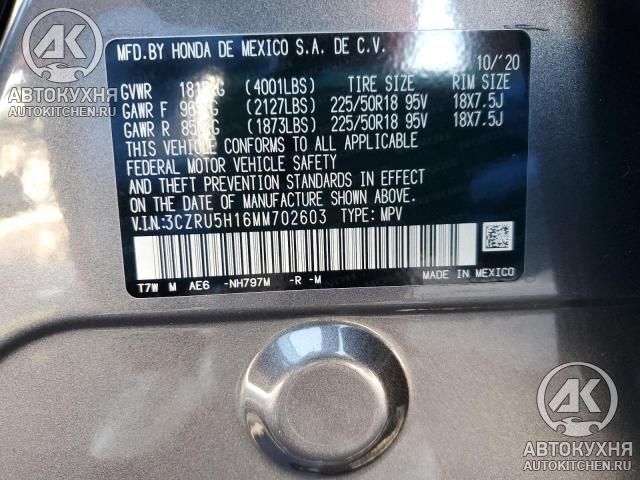 MFD.BY HONDA DE MEXICO S.A. DE C.V.
10/'20
GVWR (4001LBS) TIRE SIZE RIM SIZE
GAWR F (2127LBS) 225/50R18 95V 18X7.5J
GAWR R (1873LBS) 225/50R18 95V 18X7.5J
THIS VEHICLE CONFORMS TO ALL APPLICABLE
FEDERAL MOTOR VEHICLE SAFETY
AND THEFT PREVENTION STANDARDS IN EFFECT
ON THE DATE OF MANUFACTURE SHOWN ABOVE.
V.I.N.:3CZRU5H16MM702603 TYPE: MPV
T7W M AE6 -NH797M -R -M MADE IN MEXICO
AK
АВТОКУХНЯ
AUTOKITCHEN.RU
AK
АВТОКУХНЯ
AUTOKITCHEN.RU